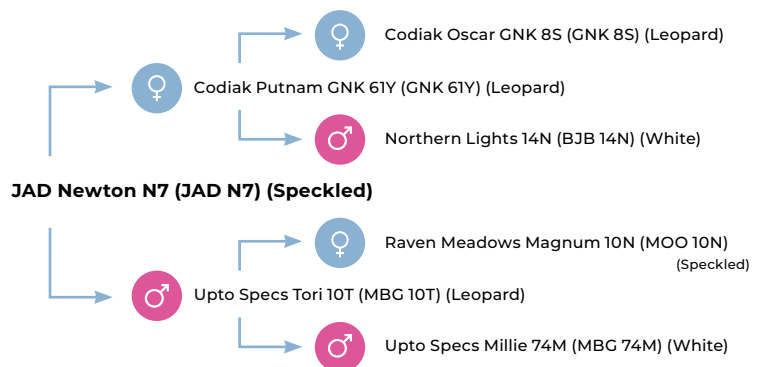 Codiak Oscar GNK 8S (GNK 8S) (Leopard)
Codiak Putnam GNK 61Y (GNK 61Y) (Leopard)
Northern Lights 14N (BJB 14N) (White)
JAD Newton N7 (JAD N7) (Speckled)
Raven Meadows Magnum 10N (MOO 10N)
(Speckled)
Upto Specs Tori 10T (MBG 10T) (Leopard)
Upto Specs Millie 74M (MBG 74M) (White)